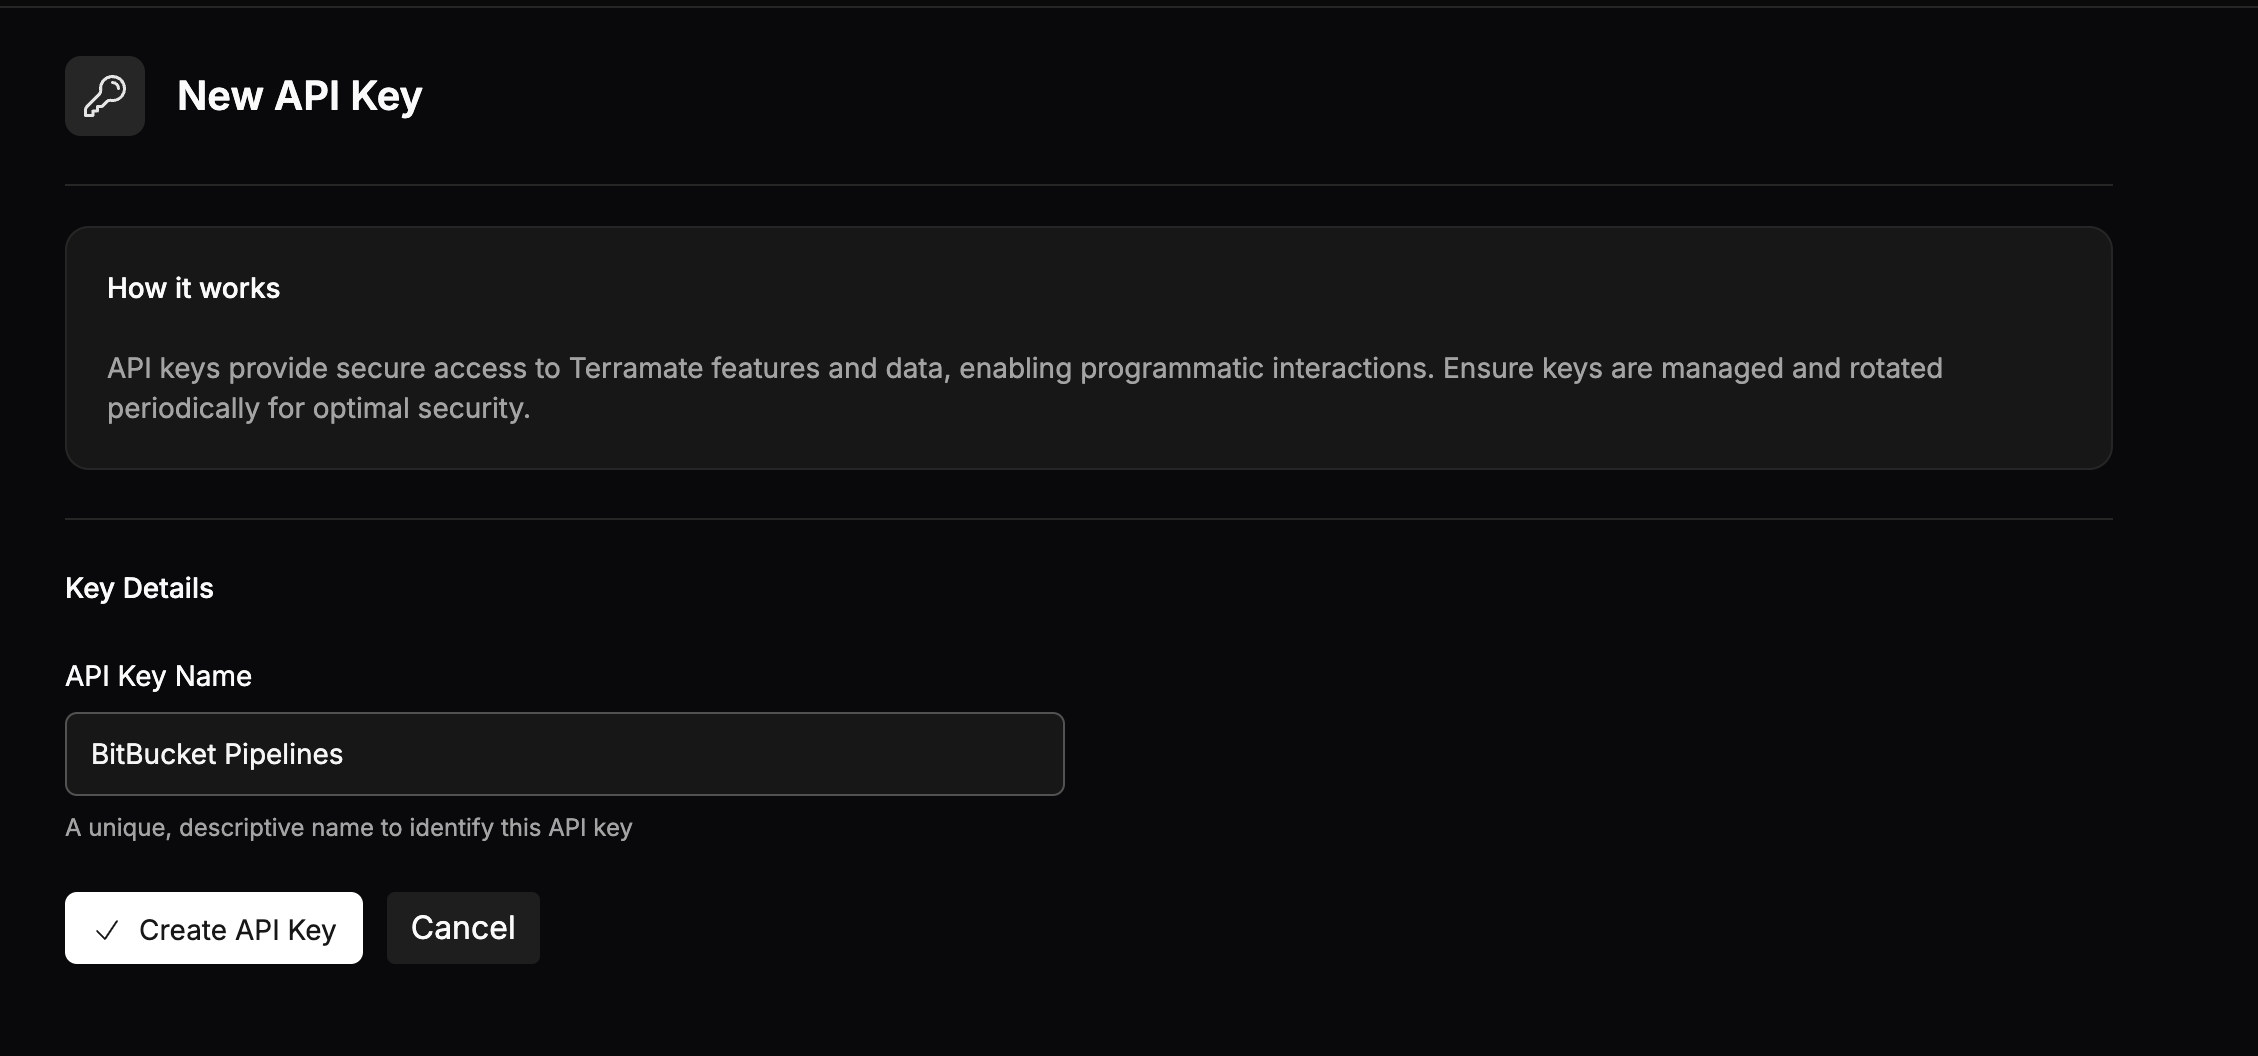 New API Key
How it works
API keys provide secure access to Terramate features and data, enabling programmatic interactions. Ensure keys are managed and rotated
periodically for optimal security.
Key Details
API Key Name
BitBucket Pipelines
A unique, descriptive name to identify this API key
Create API Key
Cancel